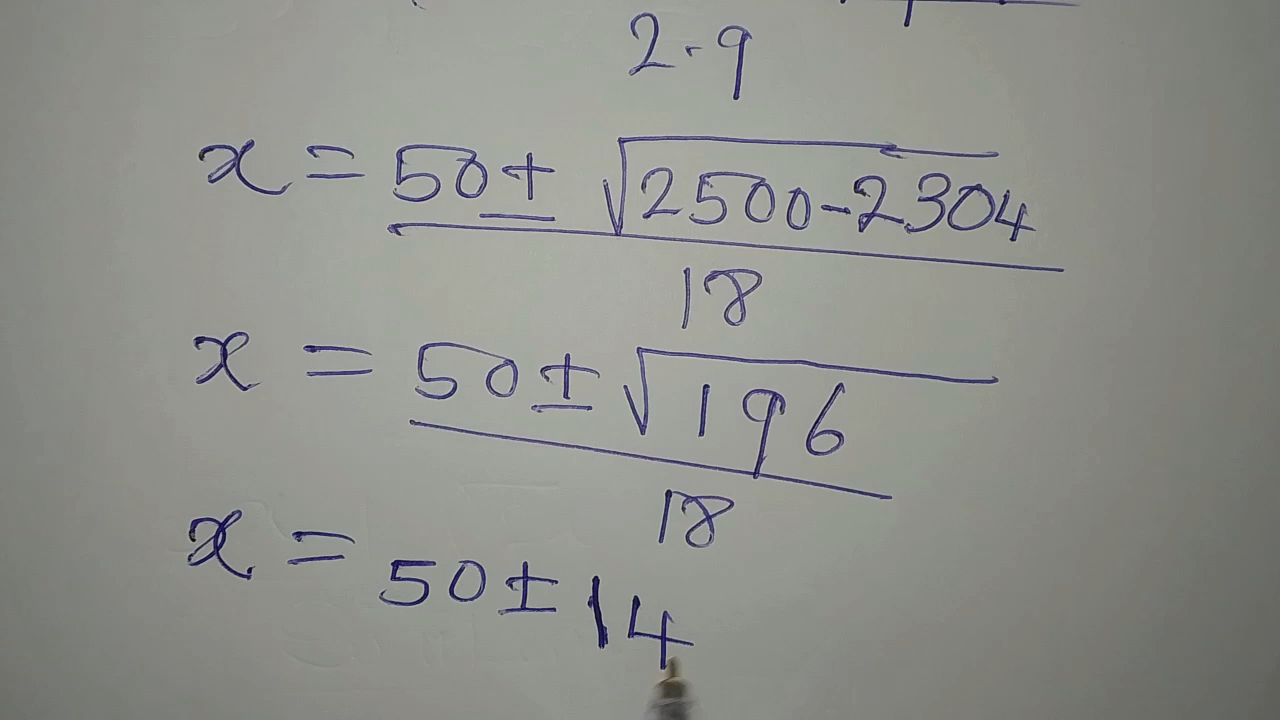 2·9
x = 50 ± √2500-2304
18
x = 50 ± √196
18
x = 50 ± 14